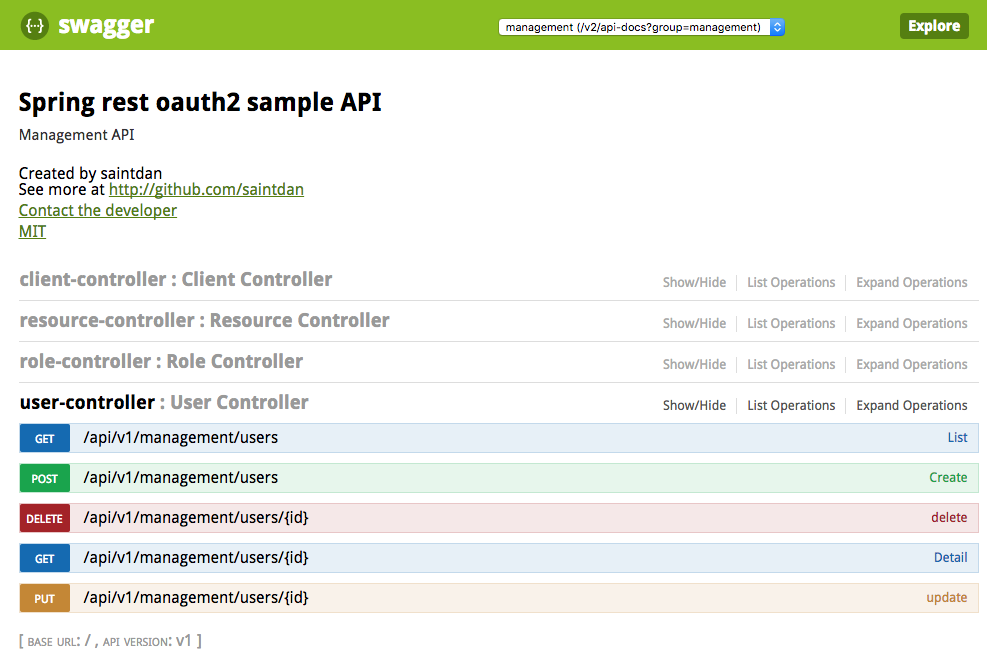 {··} swagger management (/v2/api-docs?group=management) Explore
Spring rest oauth2 sample API
Management API
Created by saintdan
See more at http://github.com/saintdan
Contact the developer
MIT
client-controller : Client Controller Show/Hide List Operations Expand Operations
resource-controller : Resource Controller Show/Hide List Operations Expand Operations
role-controller : Role Controller Show/Hide List Operations Expand Operations
user-controller : User Controller Show/Hide List Operations Expand Operations
GET /api/v1/management/users List
POST /api/v1/management/users Create
DELETE /api/v1/management/users/{id} delete
GET /api/v1/management/users/{id} Detail
PUT /api/v1/management/users/{id} update
[ BASE URL: / , API VERSION: V1 ]